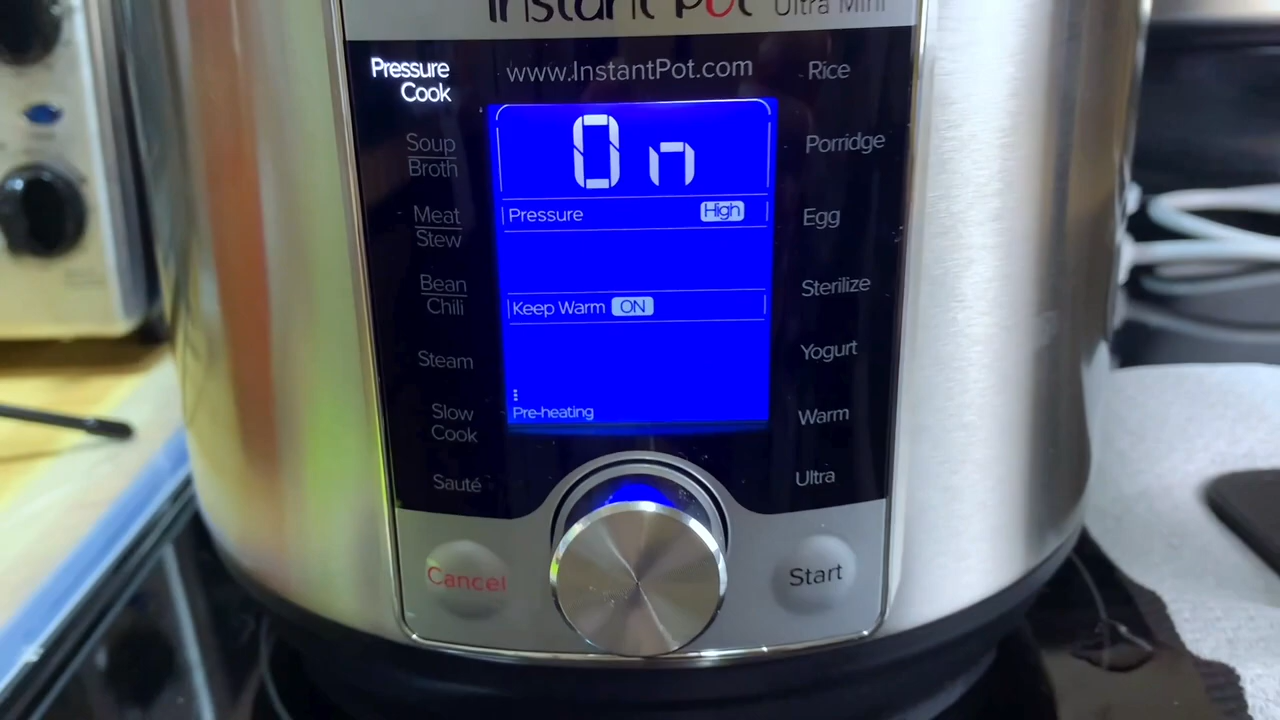 Instant Pot Ultra Mini
Pressure
Cook
www.InstantPot.com
Rice
Soup
Broth
On
Porridge
Meat
Stew
Pressure High
Egg
Bean
Chili
Keep Warm ON
Sterilize
Steam
Yogurt
Slow
Cook
Pre-heating
Warm
Sauté
Ultra
Cancel
Start